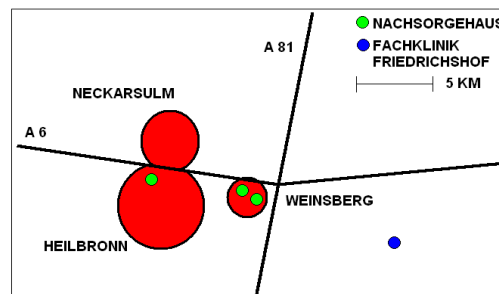 NACHSORGEHAUS
FACHKLINIK
FRIEDRICHSHOF
5 KM
A 81
NECKARSULM
A 6
WEINSBERG
HEILBRONN